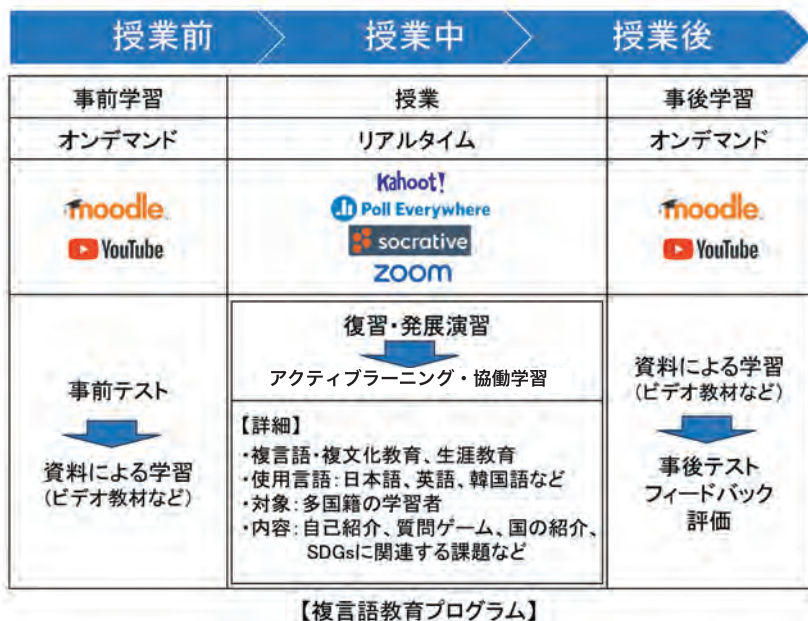 授業前
授業中
授業後
事前学習
授業
事後学習
オンデマンド
リアルタイム
オンデマンド
moodle
YouTube
Kahoot!
Poll Everywhere
socrative
zoom
moodle
YouTube
事前テスト
資料による学習
(ビデオ教材など)
復習・発展演習
アクティブラーニング・協働学習
【詳細】
・複言語・複文化教育、生涯教育
・使用言語:日本語、英語、韓国語など
・対象:多国籍の学習者
・内容:自己紹介、質問ゲーム、国の紹介、
SDGsに関連する課題など
資料による学習
(ビデオ教材など)
事後テスト
フィードバック
評価
【複言語教育プログラム】